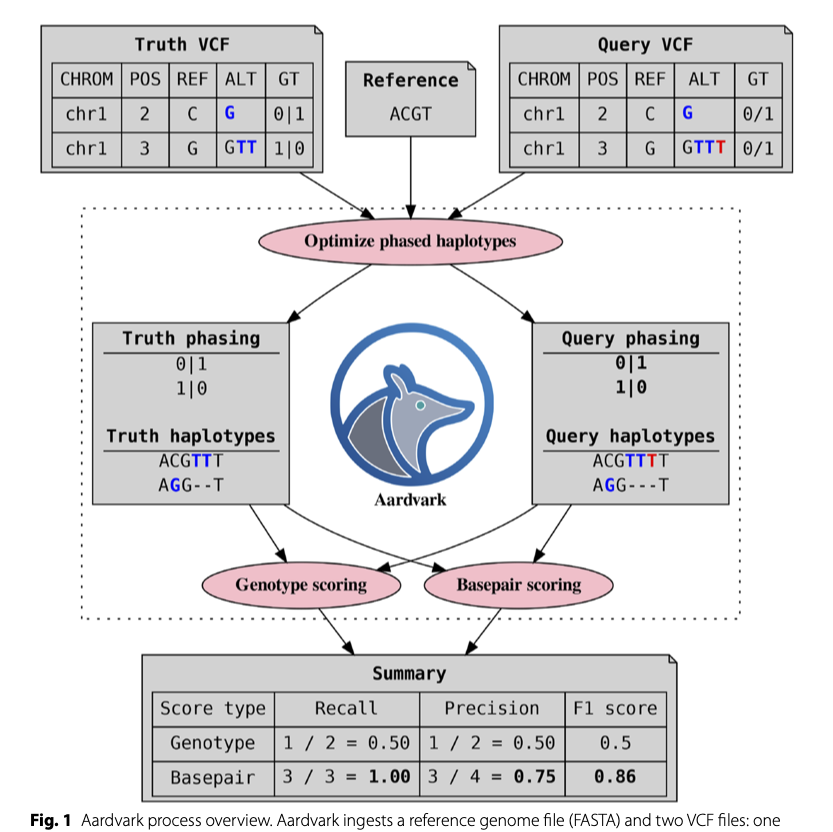 Truth VCF
CHROM POS REF ALT GT
chr1 2 C G 0|1
chr1 3 G GTT 1|0
Reference
ACGT
Query VCF
CHROM POS REF ALT GT
chr1 2 C G 0/1
chr1 3 G GTTT 0/1
Optimize phased haplotypes
Truth phasing
0|1
1|0
Truth haplotypes
ACGTTT
AGG--T
Aardvark
Query phasing
0|1
1|0
Query haplotypes
ACGTTTT
AGG---T
Genotype scoring
Basepair scoring
Summary
Score type Recall Precision F1 score
Genotype 1 / 2 = 0.50 1 / 2 = 0.50 0.5
Basepair 3 / 3 = 1.00 3 / 4 = 0.75 0.86
Fig. 1 Aardvark process overview. Aardvark ingests a reference genome file (FASTA) and two VCF files: one